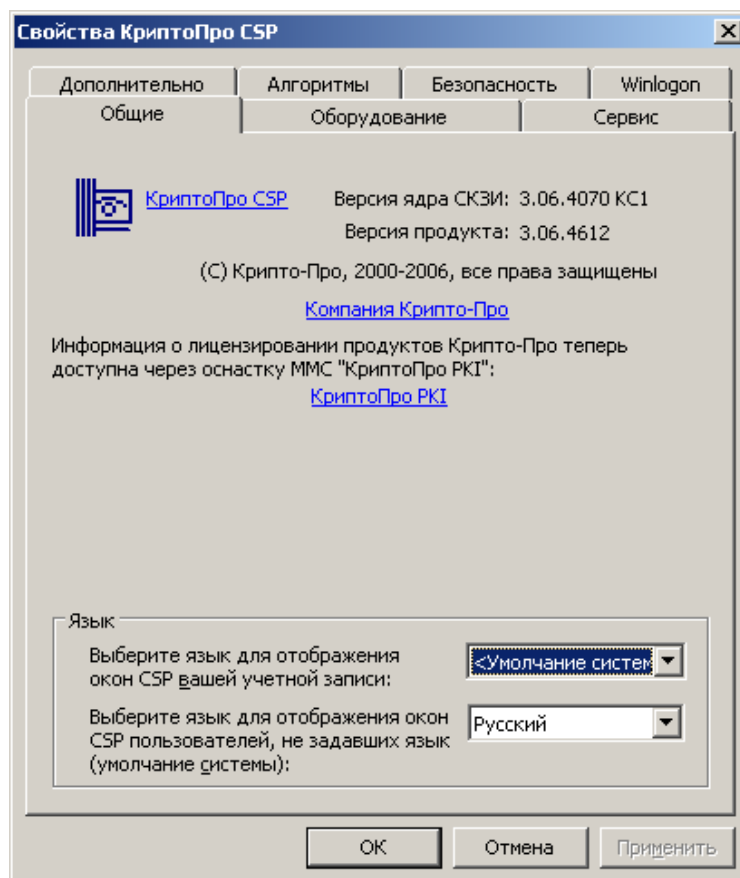 Свойства КриптоПро CSP
Дополнительно Алгоритмы Безопасность Winlogon
Общие Оборудование Сервис
КриптоПро CSP Версия ядра СКЗИ: 3.06.4070 КС1
Версия продукта: 3.06.4612
(C) Крипто-Про, 2000-2006, все права защищены
Компания Крипто-Про
Информация о лицензировании продуктов Крипто-Про теперь
доступна через оснастку MMC "КриптоПро PKI":
КриптоПро PKI
Язык
Выберите язык для отображения
окон CSP вашей учетной записи:
<Умолчание систем
Выберите язык для отображения окон
CSP пользователей, не задавших язык
(умолчание системы):
Русский
ОК Отмена Применить